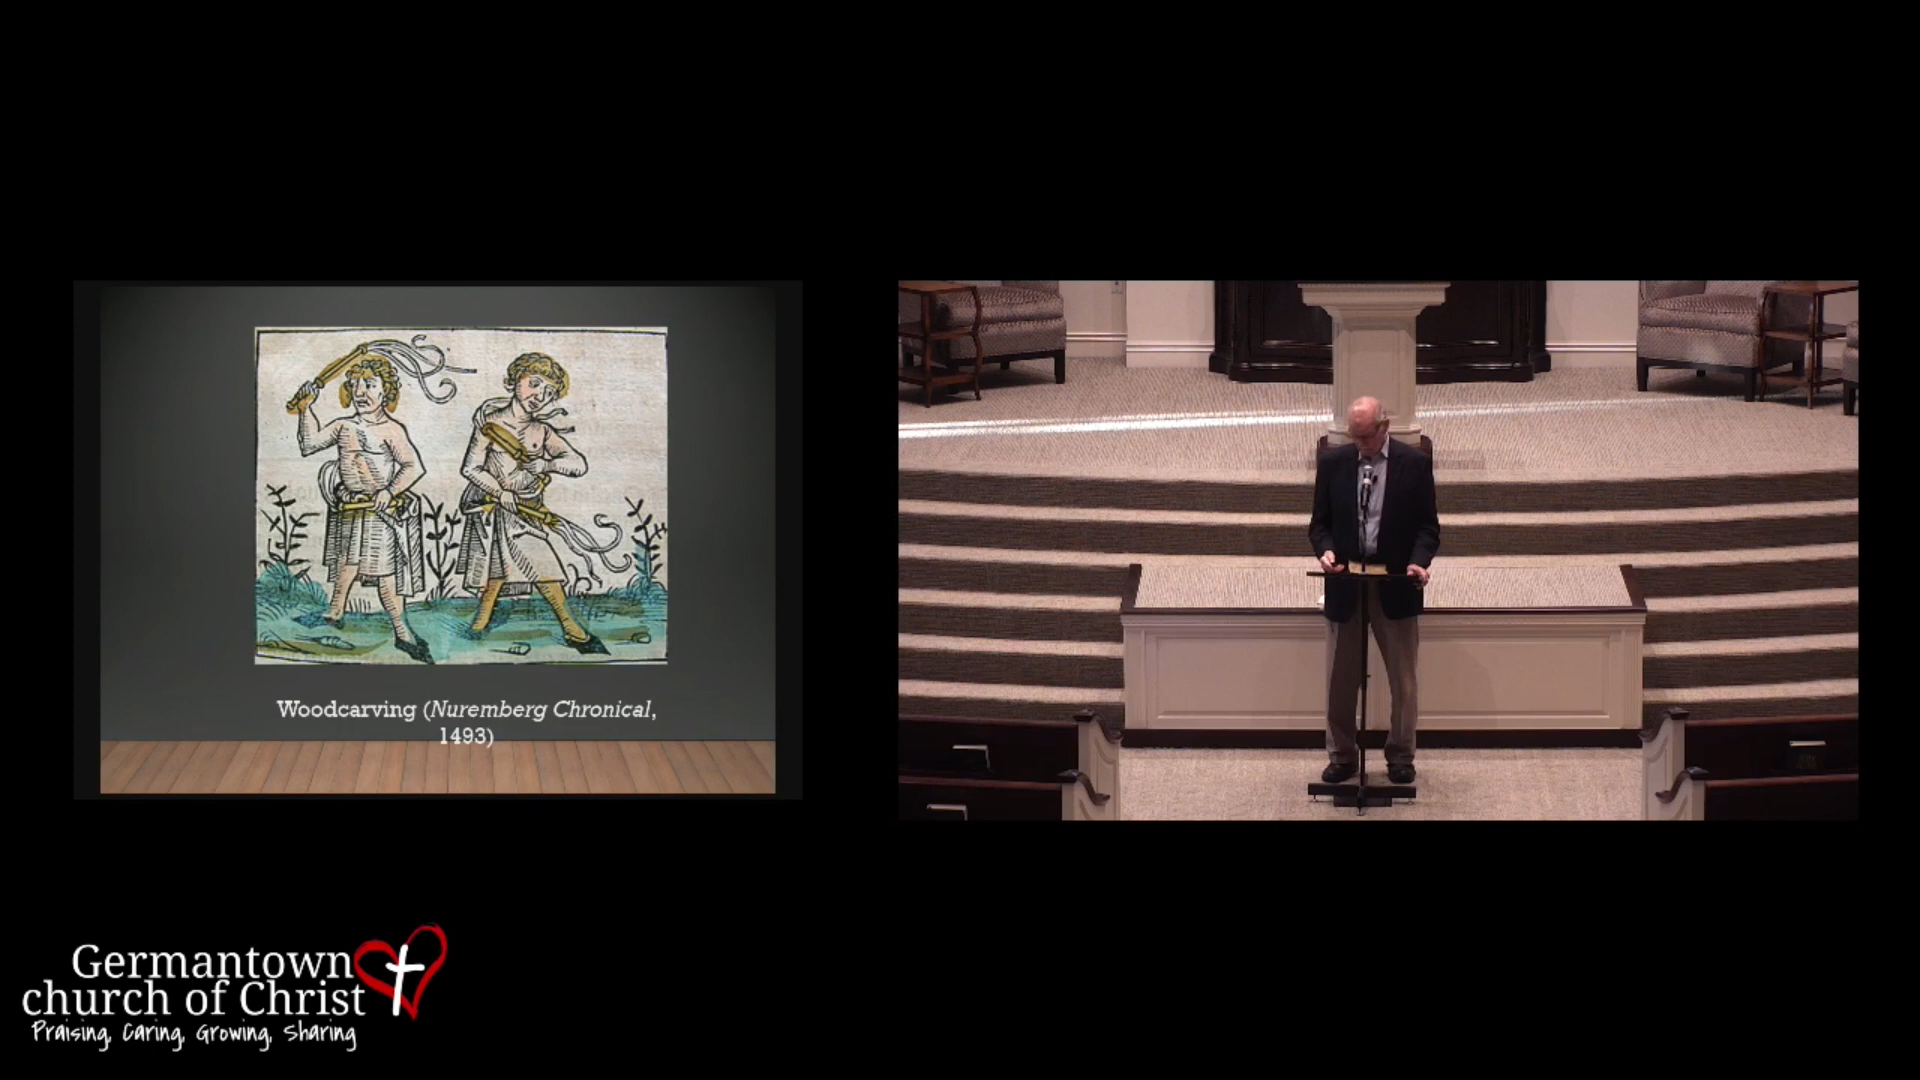 Woodcarving (Nuremberg Chronical,
1493)
Germantown
church of Christ
Praising, Caring, Growing, Sharing